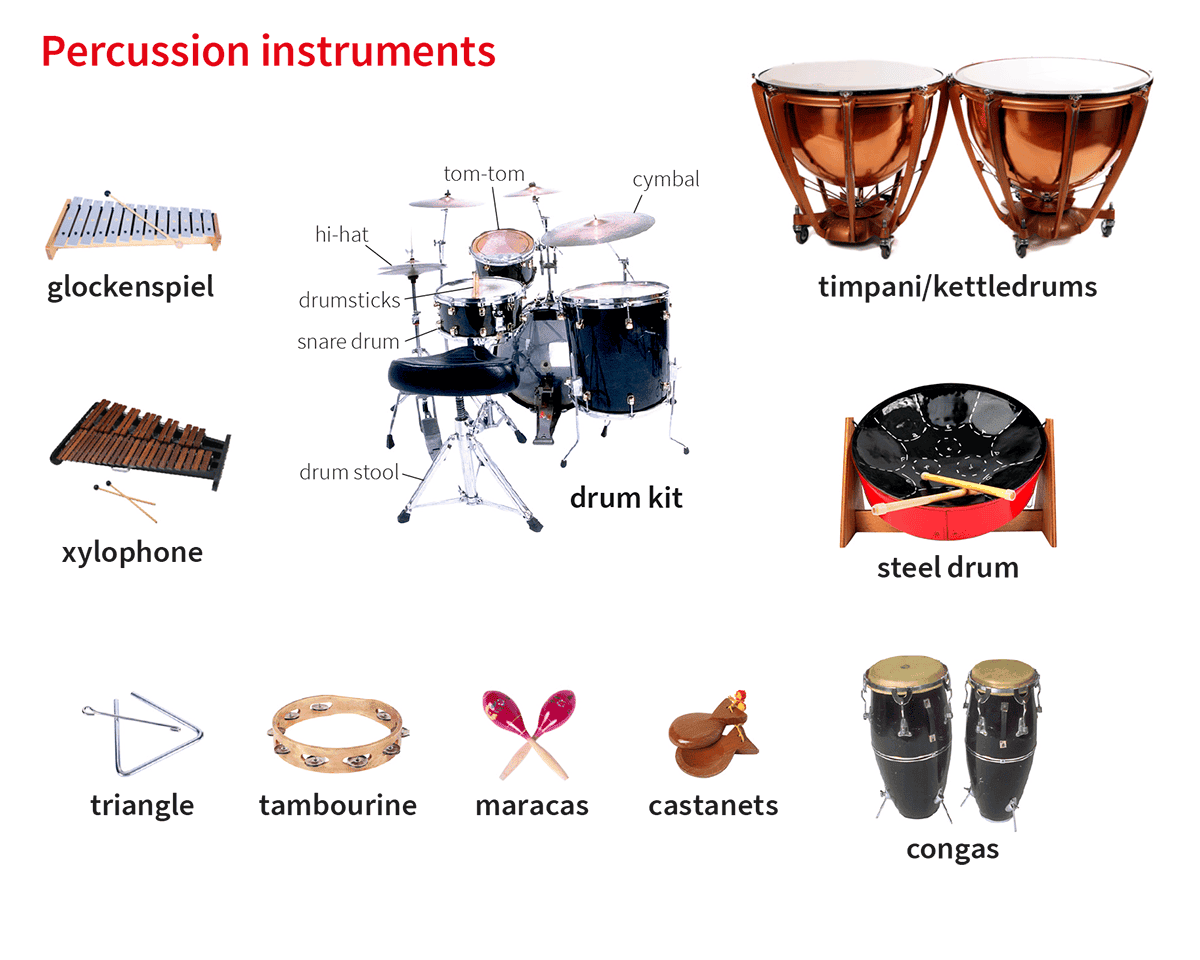 Percussion instruments
glockenspiel
tom-tom
cymbal
hi-hat
drumsticks
snare drum
drum stool
drum kit
timpani/kettledrums
xylophone
steel drum
triangle
tambourine
maracas
castanets
congas